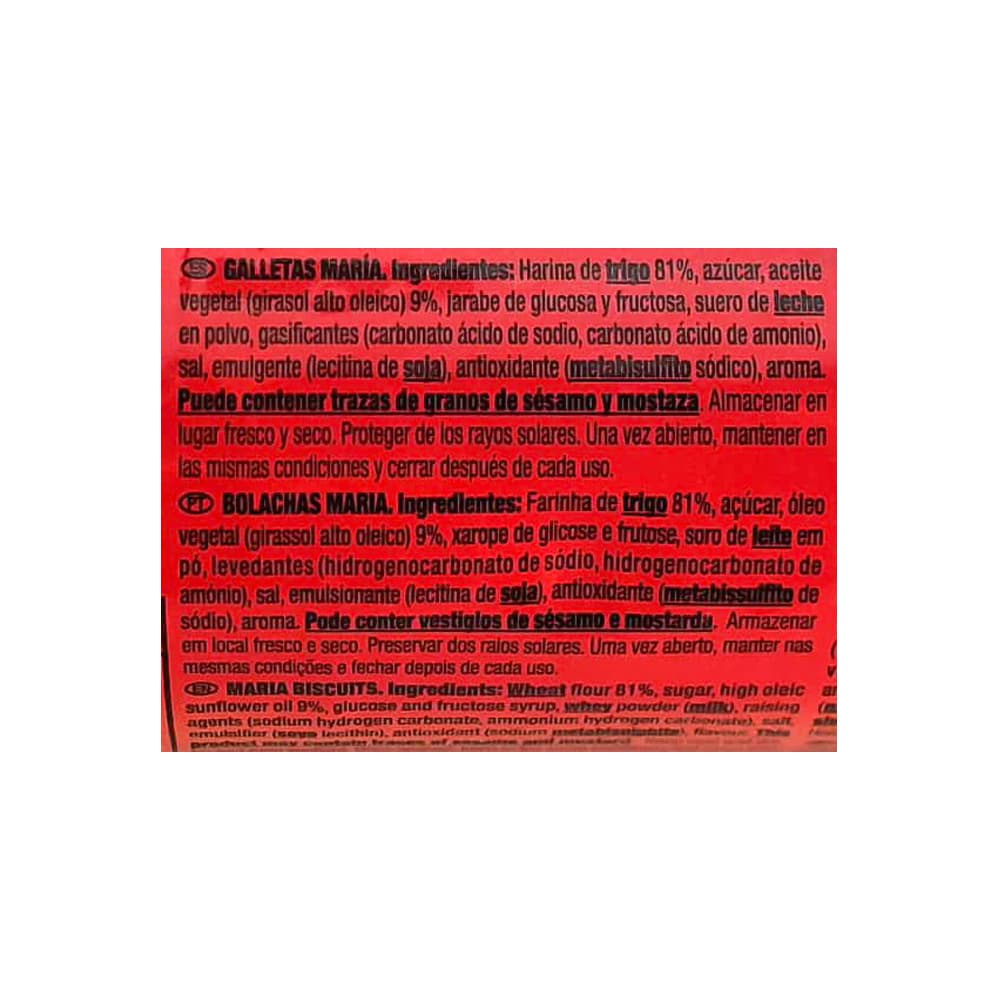 ES GALLETAS MARÍA. Ingredientes: Harina de trigo 81%, azúcar, aceite
vegetal (girasol alto oleico) 9%, jarabe de glucosa y fructosa, suero de leche
en polvo, gasificantes (carbonato ácido de sodio, carbonato ácido de amonio),
sal, emulgente (lecitina de soja), antioxidante (metabisulfito sódico), aroma.
Puede contener trazas de granos de sésamo y mostaza. Almacenar en
lugar fresco y seco. Proteger de los rayos solares. Una vez abierto, mantener en
las mismas condiciones y cerrar después de cada uso.
PT BOLACHAS MARIA. Ingredientes: Farinha de trigo 81%, açúcar, óleo
vegetal (girassol alto oleico) 9%, xarope de glicose e frutose, soro de leite em
pó, levedantes (hidrogenocarbonato de sódio, hidrogenocarbonato de
amónio), sal, emulsionante (lecitina de soja), antioxidante (metabissulfito de
sódio), aroma. Pode conter vestígios de sésamo e mostarda. Armazenar
em local fresco e seco. Preservar dos raios solares. Uma vez aberto, manter nas
mesmas condições e fechar depois de cada uso.
EN MARIA BISCUITS. Ingredients: Wheat flour 81%, sugar, high oleic
sunflower oil 9%, glucose and fructose syrup, whey powder (milk), raising
agents (sodium hydrogen carbonate, ammonium hydrogen carbonate), salt,
emulsifier (soya lecithin), antioxidant (sodium metabisulphite), flavour. This
product may contain traces of sesame and mustard.